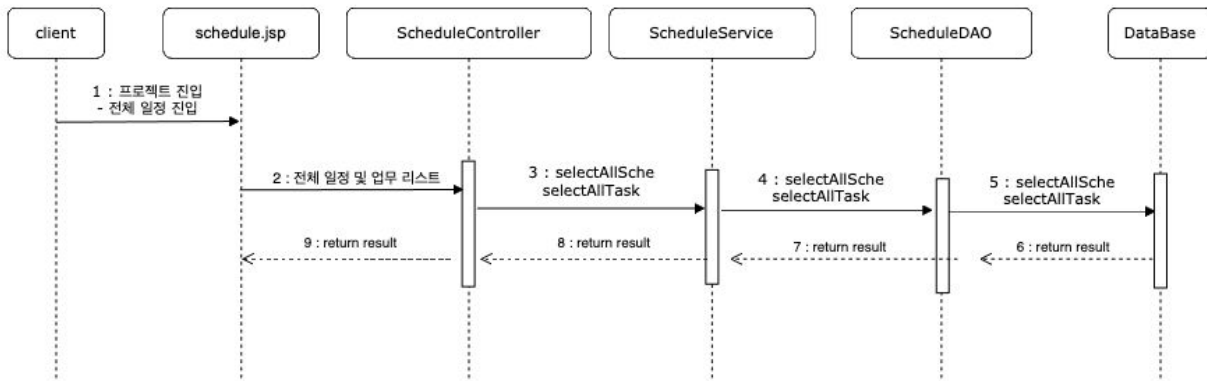 client
schedule.jsp
ScheduleController
ScheduleService
ScheduleDAO
DataBase
1 : 프로젝트 진입
- 전체 일정 진입
2 : 전체 일정 및 업무 리스트
3 : selectAllSche
selectAllTask
4 : selectAllSche
selectAllTask
5 : selectAllSche
selectAllTask
9 : return result
8 : return result
7 : return result
6 : return result